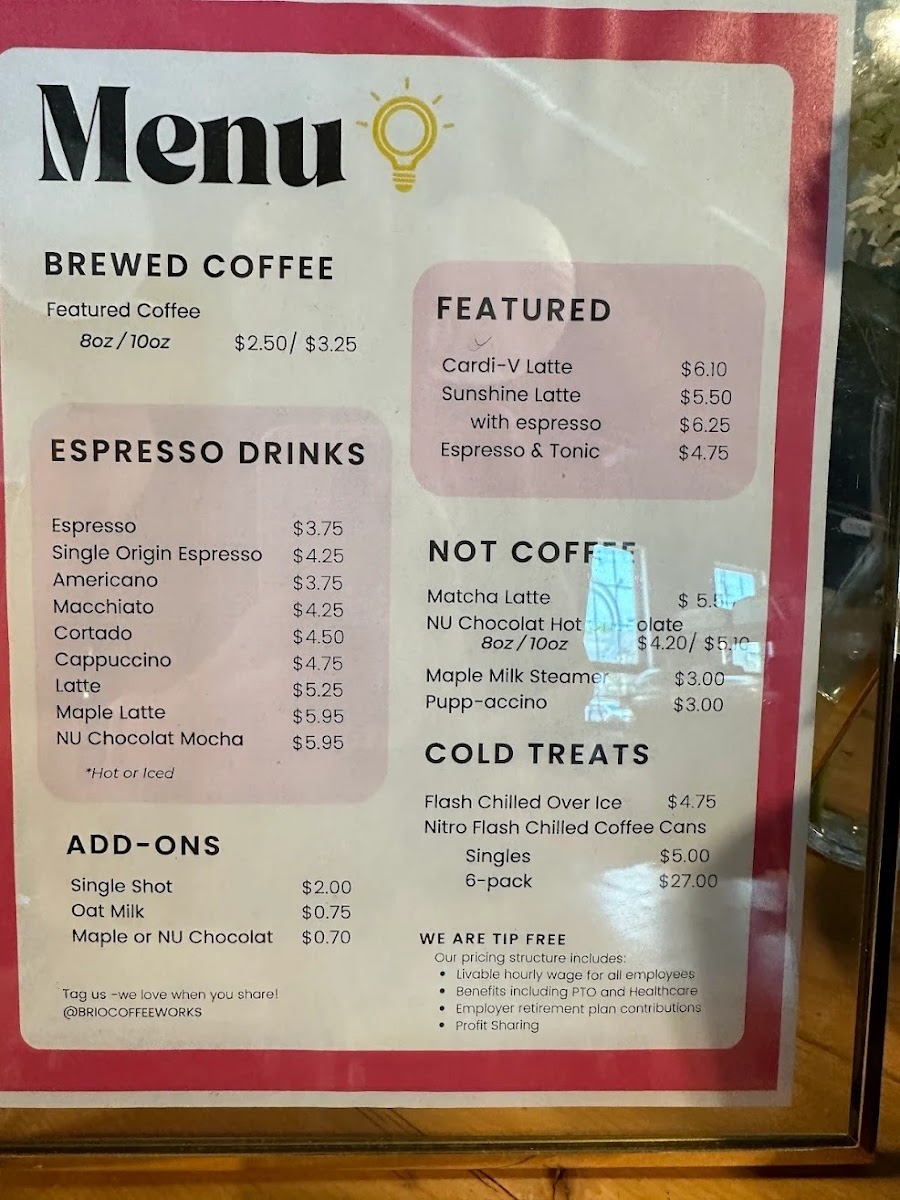 Menu
BREWED COFFEE
Featured Coffee
8oz / 10oz $2.50/ $3.25
ESPRESSO DRINKS
Espresso $3.75
Single Origin Espresso $4.25
Americano $3.75
Macchiato $4.25
Cortado $4.50
Cappuccino $4.75
Latte $5.25
Maple Latte $5.95
NU Chocolat Mocha $5.95
*Hot or Iced
ADD-ONS
Single Shot $2.00
Oat Milk $0.75
Maple or NU Chocolat $0.70
Tag us -we love when you share!
@BRIOCOFFEEWORKS
FEATURED
Cardi-V Latte $6.10
Sunshine Latte $5.50
with espresso $6.25
Espresso & Tonic $4.75
NOT COFFEE
Matcha Latte
NU Chocolat Hot
8oz / 10oz $4.20/ $5.10
Maple Milk Steamer $3.00
Pupp-accino $3.00
COLD TREATS
Flash Chilled Over Ice $4.75
Nitro Flash Chilled Coffee Cans
Singles $5.00
6-pack $27.00
WE ARE TIP FREE
Our pricing structure includes:
• Livable hourly wage for all employees
• Benefits including PTO and Healthcare
• Employer retirement plan contributions
• Profit Sharing